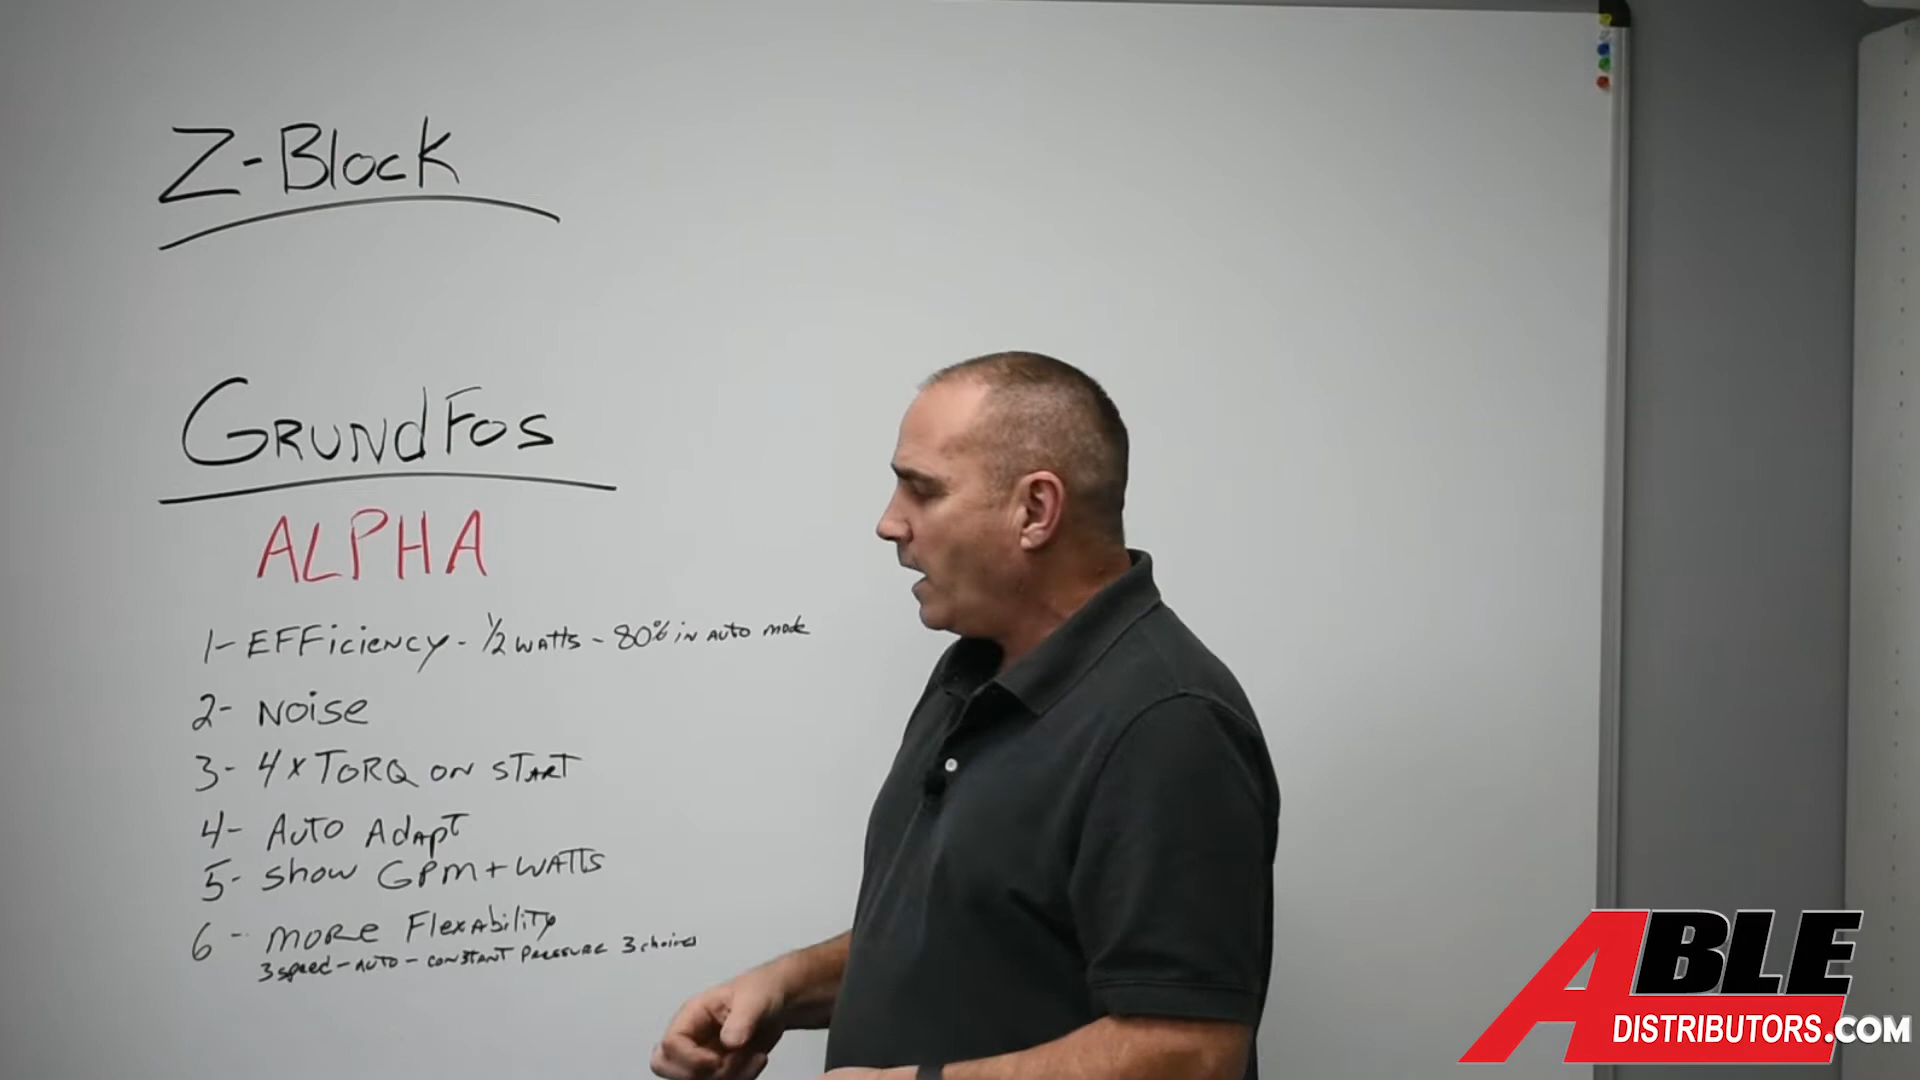 Z-Block
GRUNdFos
ALPHA
1- EFFiciency - 1/2 watts - 80% in Auto mode
2- Noise
3- 4x TORQ ON START
4- Auto Adapt
5- Show GPM + WATTS
6- MORE Flexability
3 speed - AUTO - CONSTANT PRESSURE 3 choices
ABLE
DISTRIBUTORS.COM